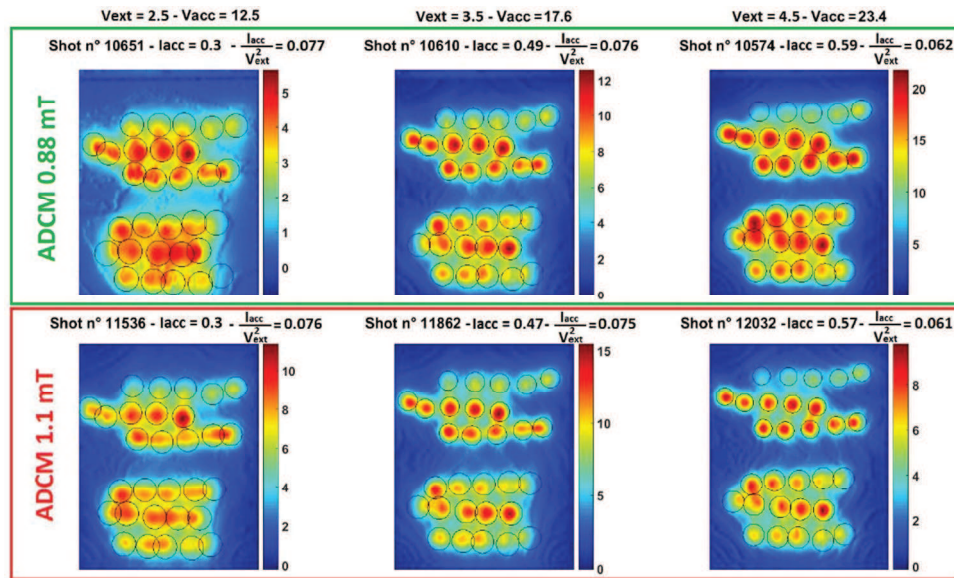 Vext = 2.5 - Vacc = 12.5
Vext = 3.5 - Vacc = 17.6
Vext = 4.5 - Vacc = 23.4
ADCM 0.88 mT
Shot n° 10651 - Iacc = 0.3 - Iacc/V²ext = 0.077
5
4
3
2
1
0
Shot n° 10610 - Iacc = 0.49 - Iacc/V²ext = 0.076
12
10
8
6
4
2
0
Shot n° 10574 - Iacc = 0.59 - Iacc/V²ext = 0.062
20
15
10
5
ADCM 1.1 mT
Shot n° 11536 - Iacc = 0.3 - Iacc/V²ext = 0.076
10
8
6
4
2
0
Shot n° 11862 - Iacc = 0.47 - Iacc/V²ext = 0.075
15
10
5
0
Shot n° 12032 - Iacc = 0.57 - Iacc/V²ext = 0.061
8
6
4
2
0